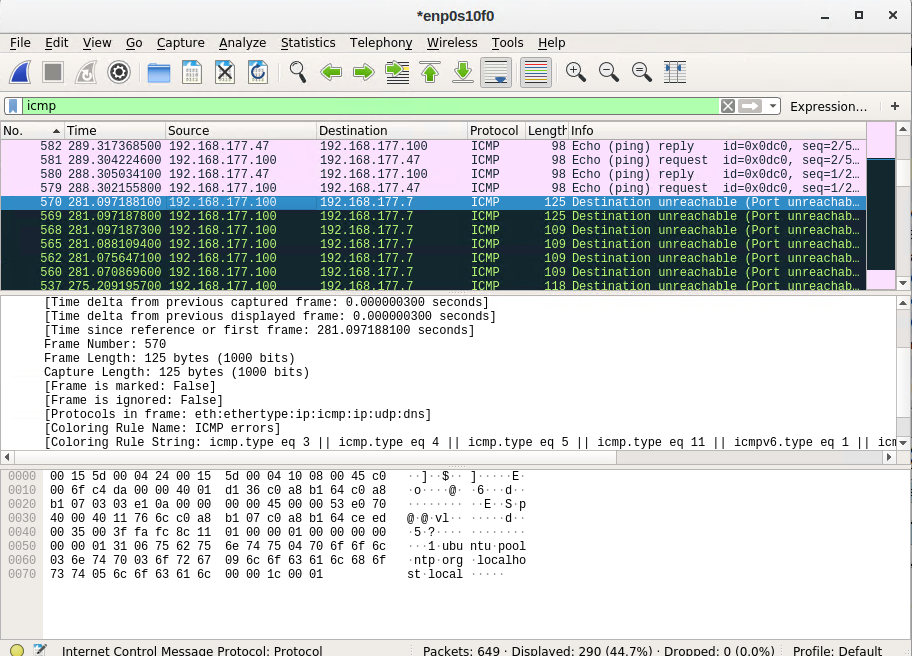 *enp0s10f0
File Edit View Go Capture Analyze Statistics Telephony Wireless Tools Help
icmp Expression… +
No. Time Source Destination Protocol Length Info
582 289.317368500 192.168.177.47 192.168.177.100 ICMP 98 Echo (ping) reply id=0x0dc0, seq=2/5…
581 289.304224600 192.168.177.100 192.168.177.47 ICMP 98 Echo (ping) request id=0x0dc0, seq=2/5…
580 288.305034100 192.168.177.47 192.168.177.100 ICMP 98 Echo (ping) reply id=0x0dc0, seq=1/2…
579 288.302155800 192.168.177.100 192.168.177.47 ICMP 98 Echo (ping) request id=0x0dc0, seq=1/2…
570 281.097188100 192.168.177.100 192.168.177.7 ICMP 125 Destination unreachable (Port unreachab…
569 281.097187800 192.168.177.100 192.168.177.7 ICMP 125 Destination unreachable (Port unreachab…
568 281.097187300 192.168.177.100 192.168.177.7 ICMP 109 Destination unreachable (Port unreachab…
565 281.088109400 192.168.177.100 192.168.177.7 ICMP 109 Destination unreachable (Port unreachab…
562 281.075647100 192.168.177.100 192.168.177.7 ICMP 109 Destination unreachable (Port unreachab…
560 281.070869600 192.168.177.100 192.168.177.7 ICMP 109 Destination unreachable (Port unreachab…
537 275.209195700 192.168.177.100 192.168.177.7 ICMP 118 Destination unreachable (Port unreachab…
[Time delta from previous captured frame: 0.000000300 seconds]
[Time delta from previous displayed frame: 0.000000300 seconds]
[Time since reference or first frame: 281.097188100 seconds]
Frame Number: 570
Frame Length: 125 bytes (1000 bits)
Capture Length: 125 bytes (1000 bits)
[Frame is marked: False]
[Frame is ignored: False]
[Protocols in frame: eth:ethertype:ip:icmp:ip:udp:dns]
[Coloring Rule Name: ICMP errors]
[Coloring Rule String: icmp.type eq 3 || icmp.type eq 4 || icmp.type eq 5 || icmp.type eq 11 || icmpv6.type eq 1 || icm
0000 00 15 5d 00 04 24 00 15 5d 00 04 10 08 00 45 c0 ··]··$·· ]·····E·
0010 00 6f c4 da 00 00 40 01 d1 36 c0 a8 b1 64 c0 a8 ·o····@· ·6···d··
0020 b1 07 03 03 e1 0a 00 00 00 00 45 00 00 53 e0 70 ········ ··E··S·p
0030 40 00 40 11 76 6c c0 a8 b1 07 c0 a8 b1 64 ce ed @·@·vl·· ·····d··
0040 00 35 00 3f fa fc 8c 11 01 00 00 01 00 00 00 00 ·5·?···· ········
0050 00 00 01 31 06 75 62 75 6e 74 75 04 70 6f 6f 6c ···1·ubu ntu·pool
0060 03 6e 74 70 03 6f 72 67 09 6c 6f 63 61 6c 68 6f ·ntp·org ·localho
0070 73 74 05 6c 6f 63 61 6c 00 00 1c 00 01 st·local ·····
Internet Control Message Protocol: Protocol Packets: 649 · Displayed: 290 (44.7%) · Dropped: 0 (0.0%) Profile: Default